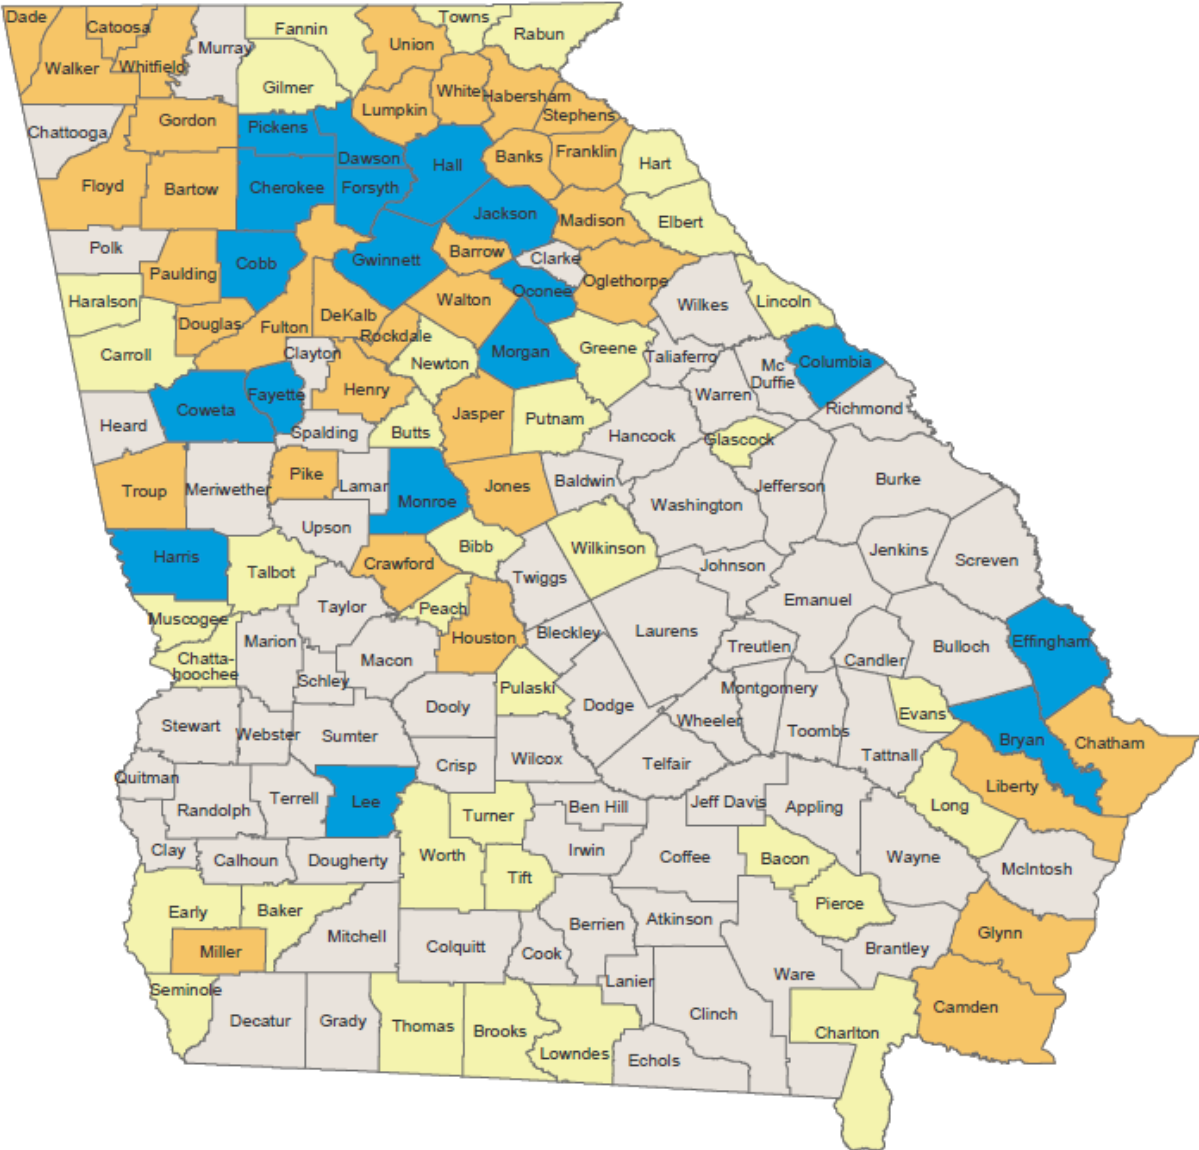 Dade
Catoosa
Murray
Fannin
Towns
Rabun
Union
Walker
Whitfield
Gilmer
White
Habersham
Lumpkin
Stephens
Chattooga
Gordon
Pickens
Dawson
Hall
Banks
Franklin
Hart
Floyd
Bartow
Cherokee
Forsyth
Jackson
Madison
Elbert
Polk
Paulding
Cobb
Gwinnett
Barrow
Clarke
Oglethorpe
Oconee
Haralson
Walton
Wilkes
Lincoln
Douglas
Fulton
DeKalb
Rockdale
Carroll
Clayton
Newton
Morgan
Greene
Taliaferro
Mc
Duffie
Columbia
Fayette
Henry
Warren
Coweta
Richmond
Heard
Spalding
Butts
Jasper
Putnam
Hancock
Glascock
Troup
Meriwether
Pike
Lamar
Monroe
Jones
Baldwin
Washington
Jefferson
Burke
Upson
Harris
Talbot
Crawford
Bibb
Wilkinson
Twiggs
Johnson
Jenkins
Screven
Muscogee
Taylor
Peach
Houston
Bleckley
Laurens
Emanuel
Marion
Macon
Treutlen
Candler
Bulloch
Effingham
Chatta-
hoochee
Schley
Pulaski
Montgomery
Stewart
Webster
Sumter
Dooly
Dodge
Wheeler
Toombs
Evans
Tattnall
Bryan
Chatham
Quitman
Crisp
Wilcox
Telfair
Liberty
Randolph
Terrell
Lee
Turner
Ben Hill
Jeff Davis
Appling
Long
Clay
Calhoun
Dougherty
Worth
Irwin
Coffee
Bacon
Wayne
McIntosh
Tift
Early
Baker
Pierce
Mitchell
Berrien
Atkinson
Glynn
Miller
Colquitt
Cook
Brantley
Seminole
Lanier
Ware
Decatur
Grady
Thomas
Brooks
Clinch
Camden
Charlton
Lowndes
Echols